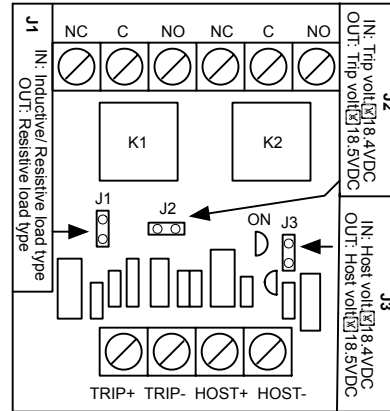 J1
IN: Inductive/ Resistive load type
OUT: Resistive load type
NC C NO NC C NO
K1 K2
J1
J2
ON
J3
TRIP+ TRIP- HOST+ HOST-
J2
IN: Trip volt. 18.4VDC
OUT: Trip volt. 18.5VDC
J3
IN: Host volt. 18.4VDC
OUT: Host volt. 18.5VDC